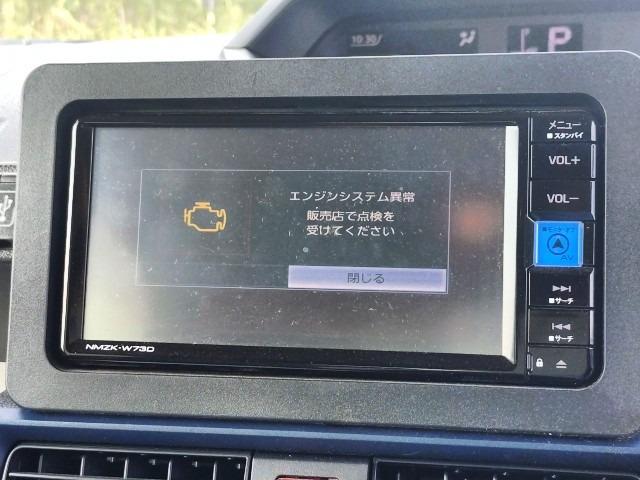 10:30
P
メニュー
■スタンバイ
VOL+
VOL−
エンジンシステム異常
販売店で点検を
受けてください
閉じる
AV
■サーチ
■サーチ
NMZK-W73D